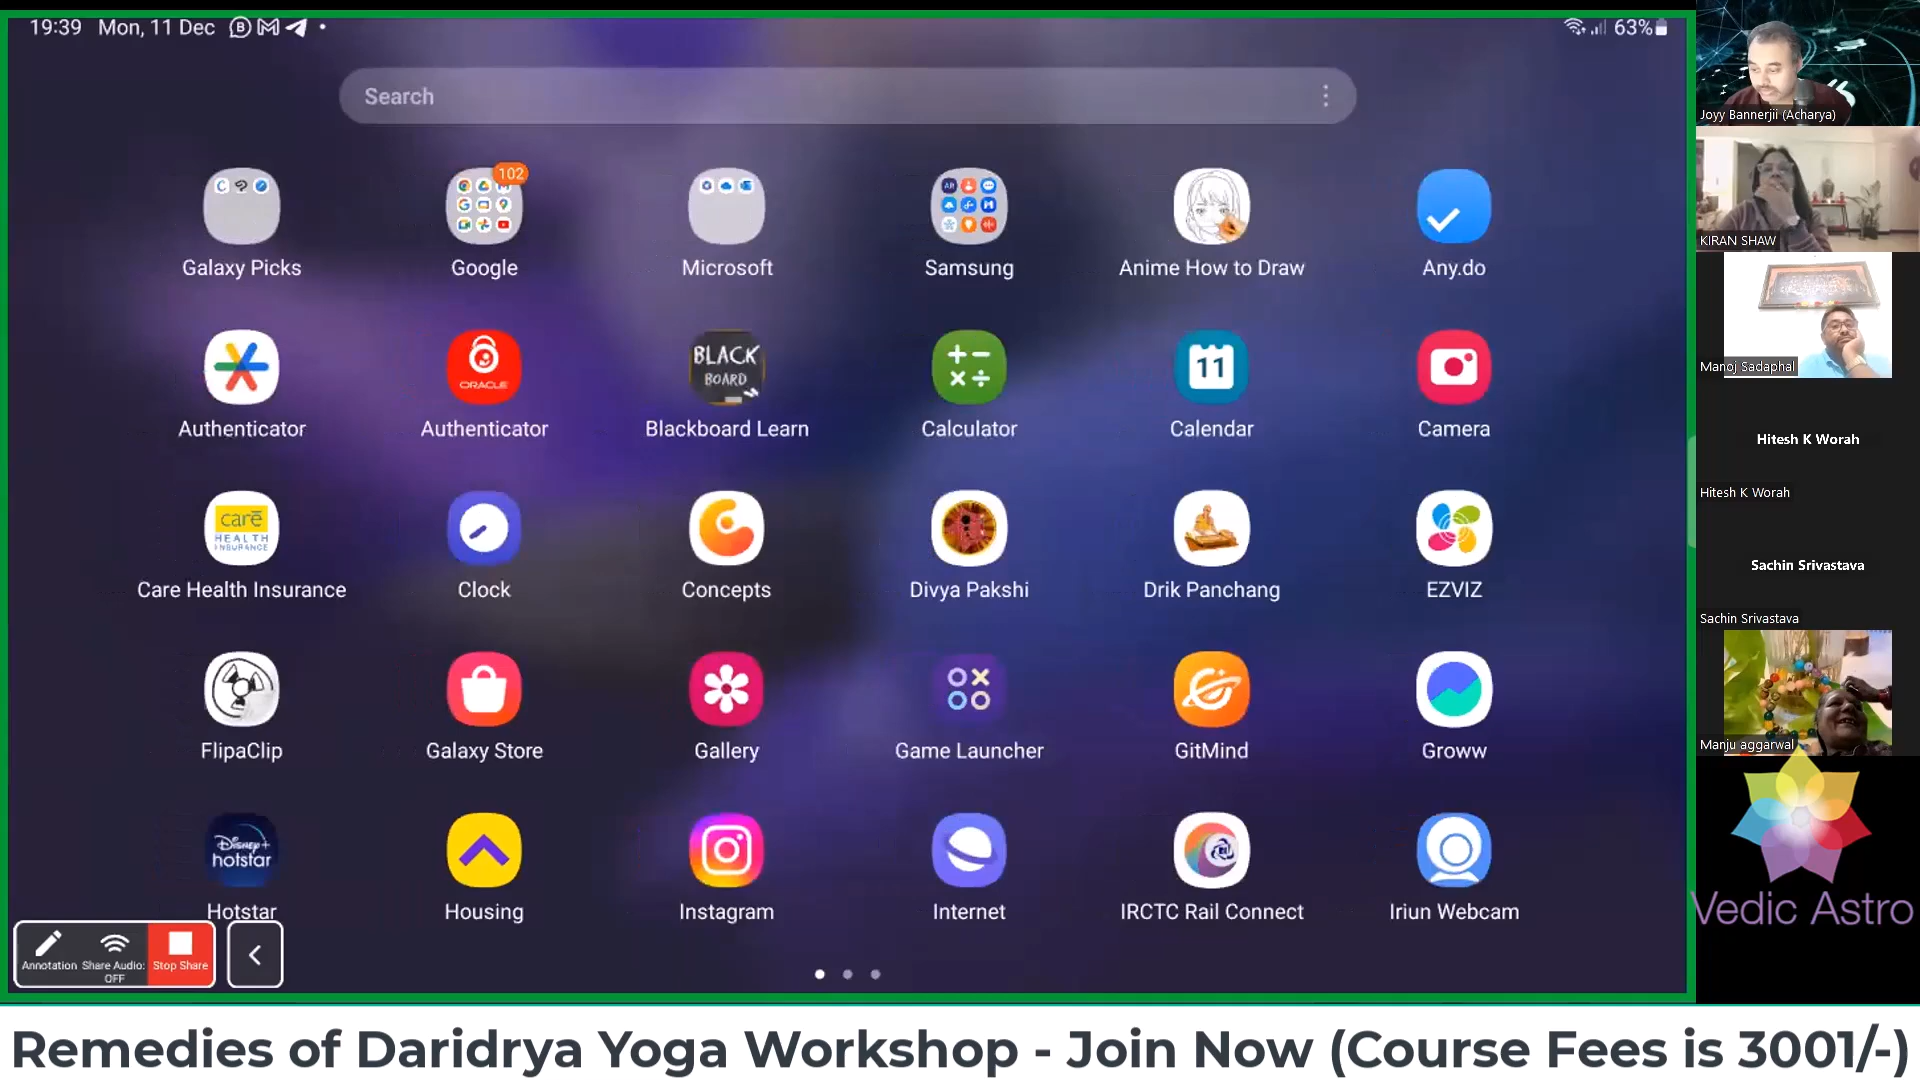 19:39 Mon, 11 Dec
63%
Search
102
Galaxy Picks Google Microsoft Samsung Anime How to Draw Any.do
ORACLE
BLACK
BOARD
11
Authenticator Authenticator Blackboard Learn Calculator Calendar Camera
care
HEALTH
INSURANCE
Care Health Insurance Clock Concepts Divya Pakshi Drik Panchang EZVIZ
FlipaClip Galaxy Store Gallery Game Launcher GitMind Groww
Disney+
hotstar
Hotstar Housing Instagram Internet IRCTC Rail Connect Iriun Webcam
Annotation Share Audio: OFF Stop Share
Joyy Bannerjii (Acharya)
KIRAN SHAW
Manoj Sadaphal
Hitesh K Worah
Hitesh K Worah
Sachin Srivastava
Sachin Srivastava
Manju aggarwal
Vedic Astro
Remedies of Daridrya Yoga Workshop - Join Now (Course Fees is 3001/-)